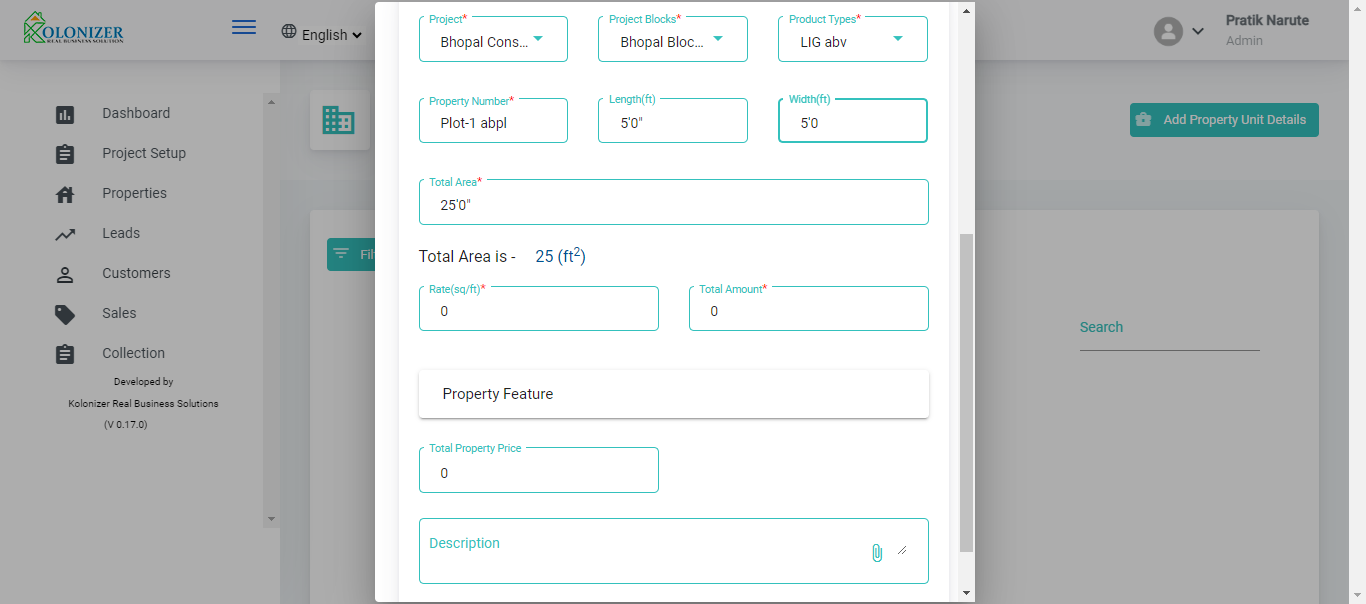 KOLONIZER
REAL BUSINESS SOLUTION
English
Pratik Narute
Admin
Dashboard
Project Setup
Properties
Leads
Customers
Sales
Collection
Developed by
Kolonizer Real Business Solutions
(V 0.17.0)
Fil
Project*
Bhopal Cons...
Project Blocks*
Bhopal Bloc...
Product Types*
LIG abv
Property Number*
Plot-1 abpl
Length(ft)
5'0"
Width(ft)
5'0
Total Area*
25'0"
Total Area is - 25 (ft2)
Rate(sq/ft)*
0
Total Amount*
0
Property Feature
Total Property Price
0
Description
Add Property Unit Details
Search